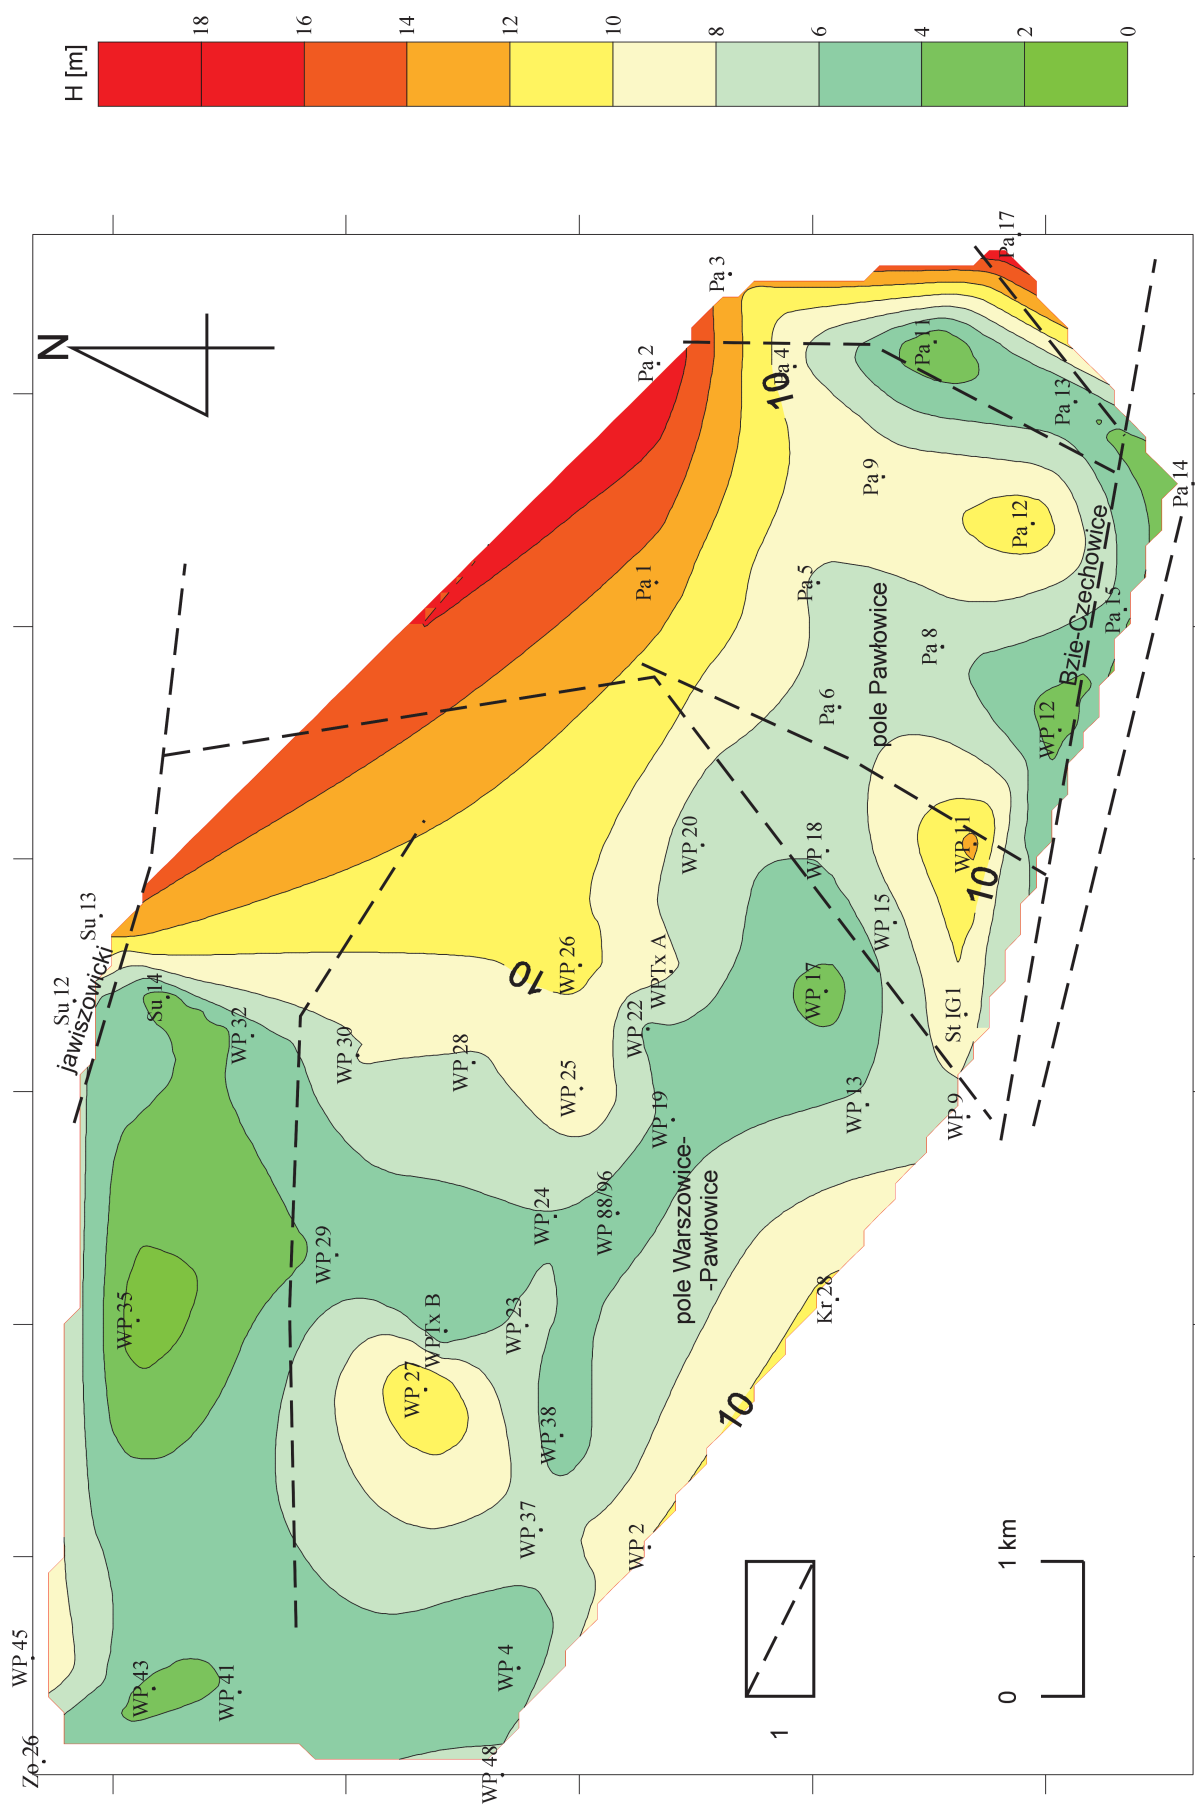 Zo 26
WP 45
WP 43
WP 41
WP 35
Su 12
Su 13
jawiszowicki
Su 14
WP 32
WP 29
WP 30
WP 27
WPTx B
WP 28
10
WP 26
WP 25
WP 24
WP 88/96
WP 23
WP 38
WP 37
WP 4
WP 48
WP 2
10
Kr 28
pole Warszowice-
-Pawłowice
WP 19
WP 22
WPTx A
WP 20
WP 18
WP 17
WP 15
WP 13
WP 9
St IG1
WP 11
10
WP 12
Pa 1
Pa 2
Pa 3
Pa 4
10
Pa 5
Pa 6
Pa 8
pole Pawłowice
Pa 9
Pa 11
Pa 12
Pa 13
Pa 14
Pa 15
Pa 17
Bzie-Czechowice
N
H [m]
18
16
14
12
10
8
6
4
2
0
1
0
1 km